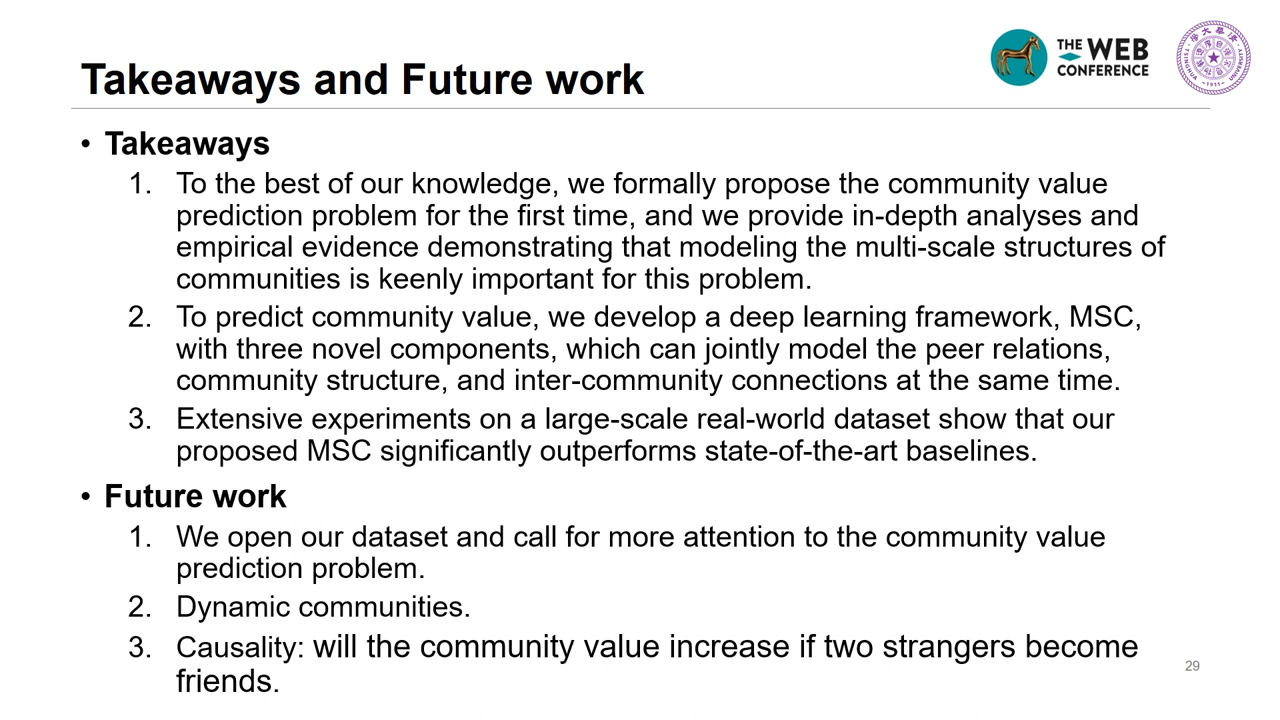 THE WEB
CONFERENCE
Takeaways and Future work
• Takeaways
1. To the best of our knowledge, we formally propose the community value
prediction problem for the first time, and we provide in-depth analyses and
empirical evidence demonstrating that modeling the multi-scale structures of
communities is keenly important for this problem.
2. To predict community value, we develop a deep learning framework, MSC,
with three novel components, which can jointly model the peer relations,
community structure, and inter-community connections at the same time.
3. Extensive experiments on a large-scale real-world dataset show that our
proposed MSC significantly outperforms state-of-the-art baselines.
• Future work
1. We open our dataset and call for more attention to the community value
prediction problem.
2. Dynamic communities.
3. Causality: will the community value increase if two strangers become
friends.
29